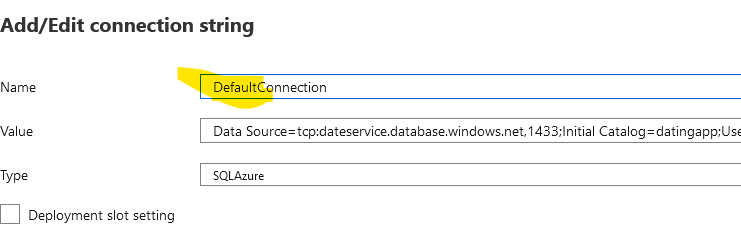 Add/Edit connection string
Name DefaultConnection
Value Data Source=tcp:dateservice.database.windows.net,1433;Initial Catalog=datingapp;Use
Type SQLAzure
Deployment slot setting